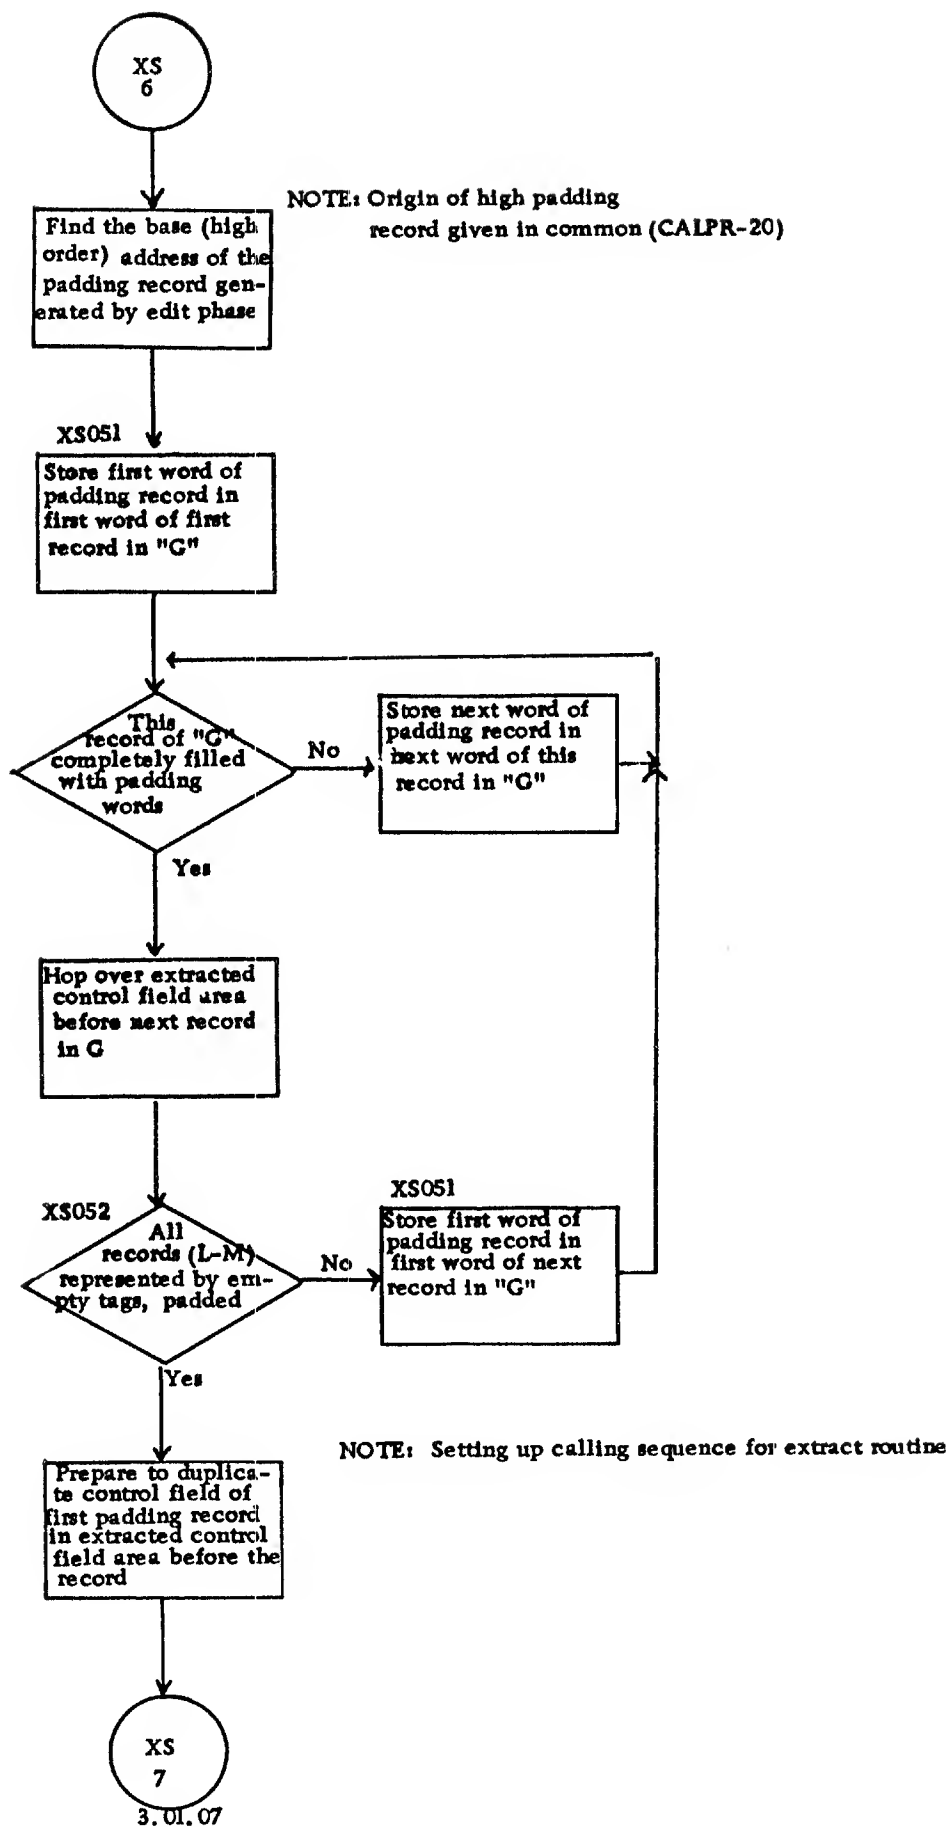 XS
6
NOTE: Origin of high padding
record given in common (CALPR-20)
Find the base (high
order) address of the
padding record gen-
erated by edit phase
XS051
Store first word of
padding record in
first word of first
record in "G"
This
record of "G"
completely filled
with padding
words
No
Store next word of
padding record in
next word of this
record in "G"
Yes
Hop over extracted
control field area
before next record
in G
XS052
All
records (L-M)
represented by em-
pty tags, padded
No
XS051
Store first word of
padding record in
first word of next
record in "G"
Yes
NOTE: Setting up calling sequence for extract routine
Prepare to duplica-
te control field of
first padding record
in extracted control
field area before the
record
XS
7
3.01.07